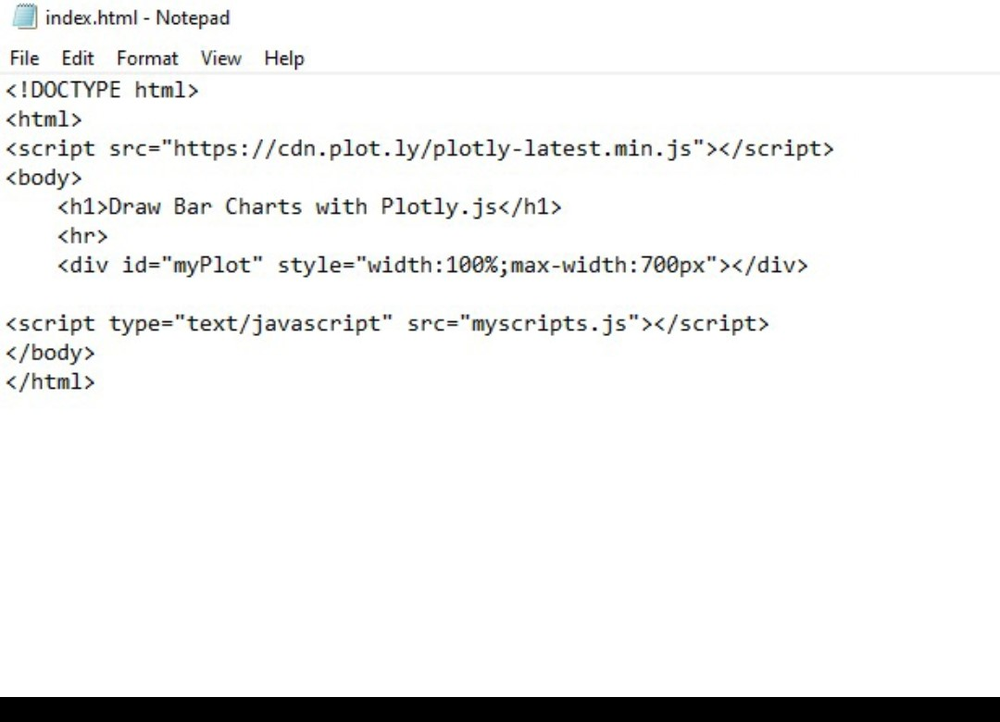 index.html - Notepad
File Edit Format View Help
<!DOCTYPE html>
<html>
<script src="https://cdn.plot.ly/plotly-latest.min.js"></script>
<body>
    <h1>Draw Bar Charts with Plotly.js</h1>
    <hr>
    <div id="myPlot" style="width:100%;max-width:700px"></div>

<script type="text/javascript" src="myscripts.js"></script>
</body>
</html>